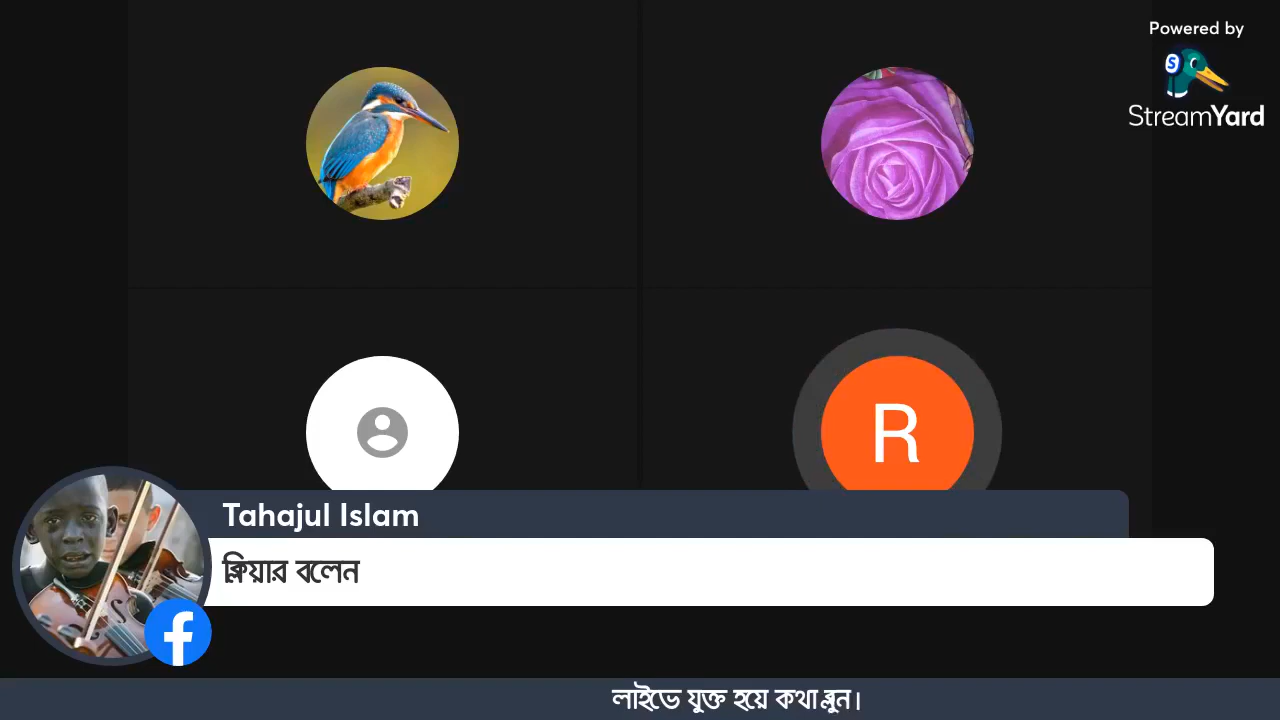 Powered by
StreamYard
R
Tahajul Islam
ক্লিয়ার বলেন
লাইভে যুক্ত হয়ে কথা বলুন।